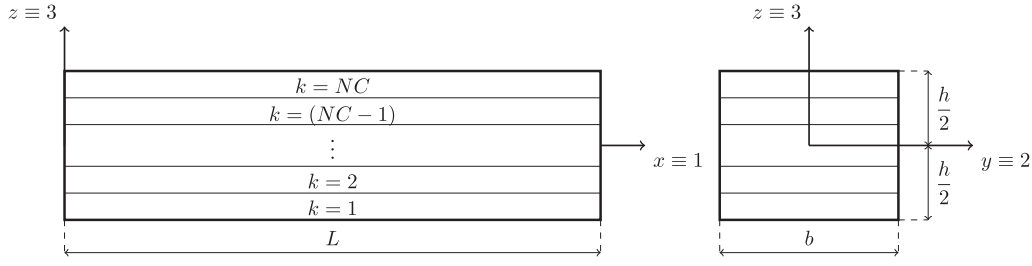 z ≡ 3
k = NC
k = (NC − 1)
⋮
k = 2
k = 1
x ≡ 1
L
z ≡ 3
h/2
h/2
y ≡ 2
b